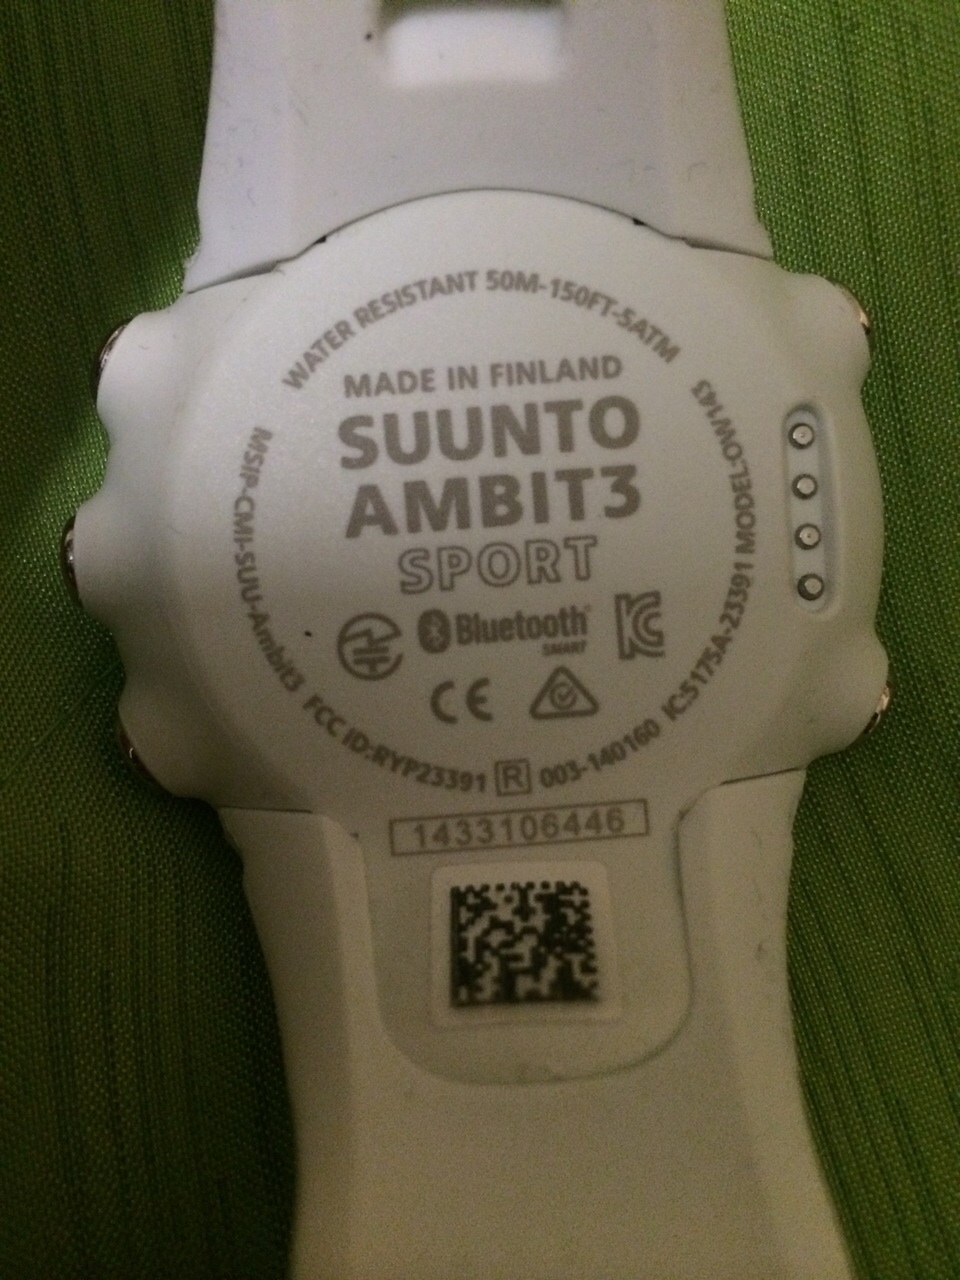 WATER RESISTANT 50M-150FT-5ATM
MADE IN FINLAND
SUUNTO
AMBIT3
SPORT
Bluetooth
SMART
KC
CE
MSIP-CMI-SUU-Ambit3 FCC ID:RYP23391 R 003-140160 IC:5175A-23391 MODEL:OW143
1433106446